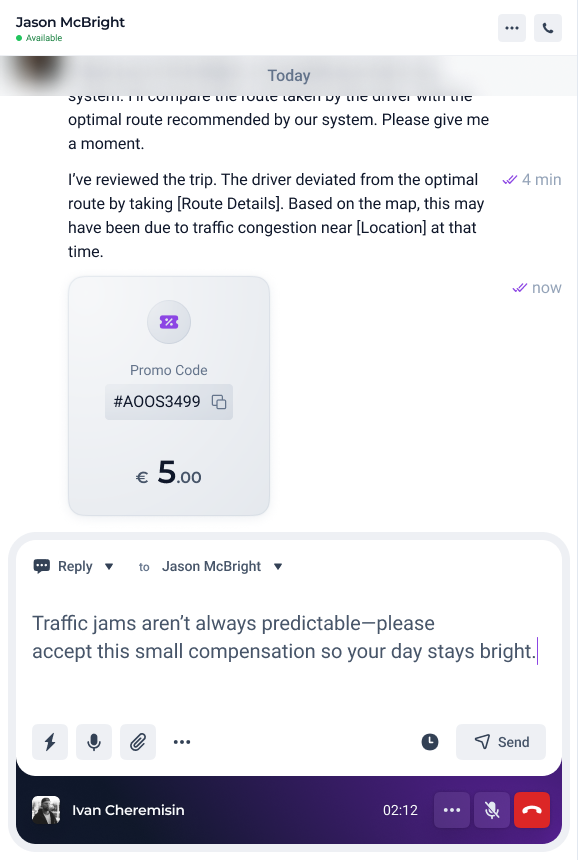 Jason McBright
Available
Today
system. I'll compare the route taken by the driver with the
optimal route recommended by our system. Please give me
a moment.
I've reviewed the trip. The driver deviated from the optimal
route by taking [Route Details]. Based on the map, this may
have been due to traffic congestion near [Location] at that
time.
4 min
now
Promo Code
#AOOS3499
€ 5.00
Reply to Jason McBright
Traffic jams aren't always predictable—please
accept this small compensation so your day stays bright.
Send
Ivan Cheremisin
02:12